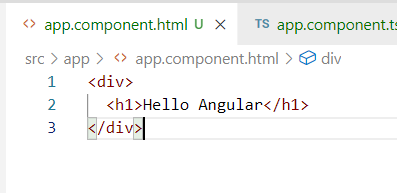 <> app.component.html U × TS app.component.ts
src > app > <> app.component.html > div
1 <div>
2 <h1>Hello Angular</h1>
3 </div>